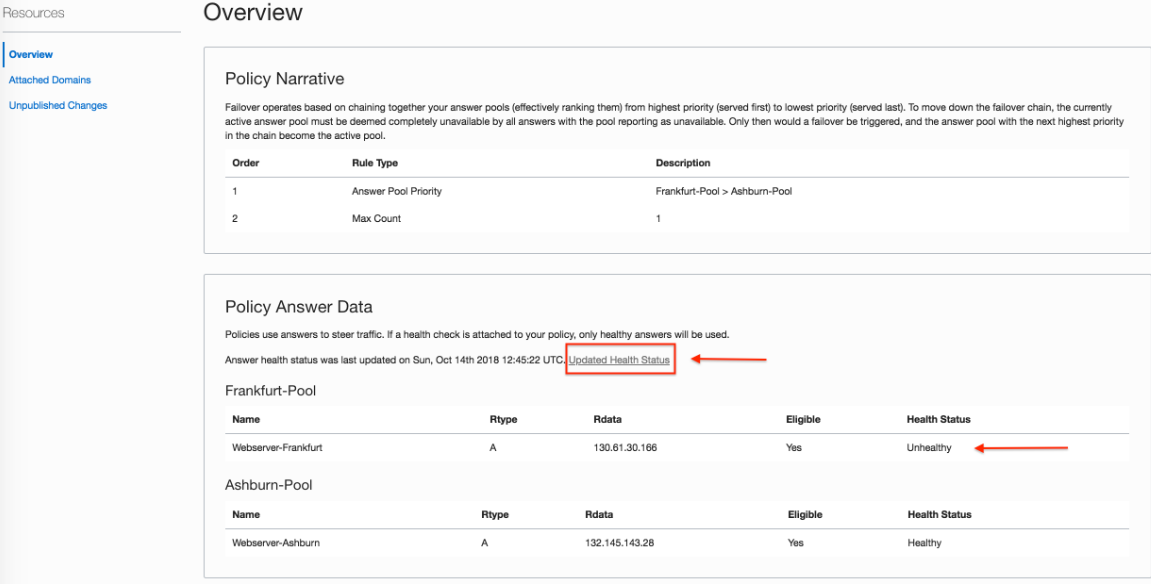 Resources
Overview
Attached Domains
Unpublished Changes
Overview
Policy Narrative
Failover operates based on chaining together your answer pools (effectively ranking them) from highest priority (served first) to lowest priority (served last). To move down the failover chain, the currently
active answer pool must be deemed completely unavailable by all answers with the pool reporting as unavailable. Only then would a failover be triggered, and the answer pool with the next highest priority
in the chain become the active pool.
Order Rule Type Description
1 Answer Pool Priority Frankfurt-Pool > Ashburn-Pool
2 Max Count 1
Policy Answer Data
Policies use answers to steer traffic. If a health check is attached to your policy, only healthy answers will be used.
Answer health status was last updated on Sun, Oct 14th 2018 12:45:22 UTC. Updated Health Status
Frankfurt-Pool
Name Rtype Rdata Eligible Health Status
Webserver-Frankfurt A 130.61.30.166 Yes Unhealthy
Ashburn-Pool
Name Rtype Rdata Eligible Health Status
Webserver-Ashburn A 132.145.143.28 Yes Healthy